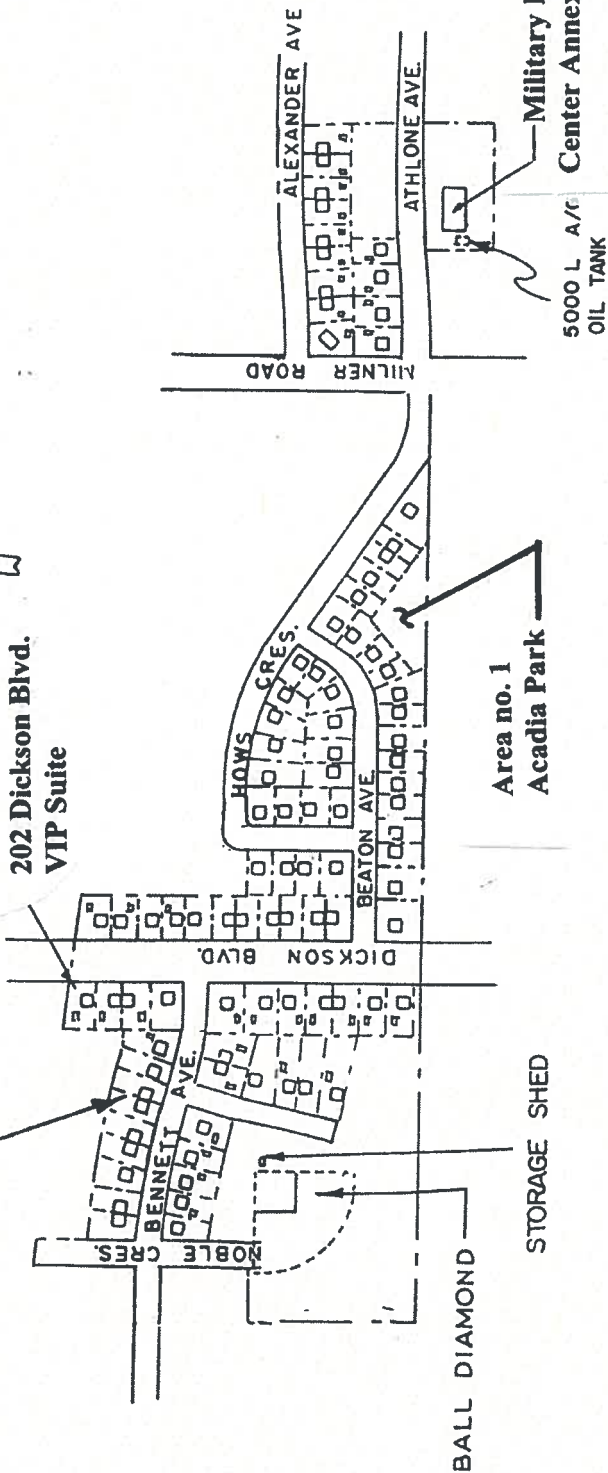 202 Dickson Blvd.
VIP Suite
ALEXANDER AVE
ATHLONE AVE.
MILNER ROAD
HOWS CRES.
BEATON AVE.
DICKSON BLVD.
BENNETT AVE.
NOBLE CRES.
Military
Center Annex
5000 L A/G
OIL TANK
Area no. 1
Acadia Park
STORAGE SHED
BALL DIAMOND